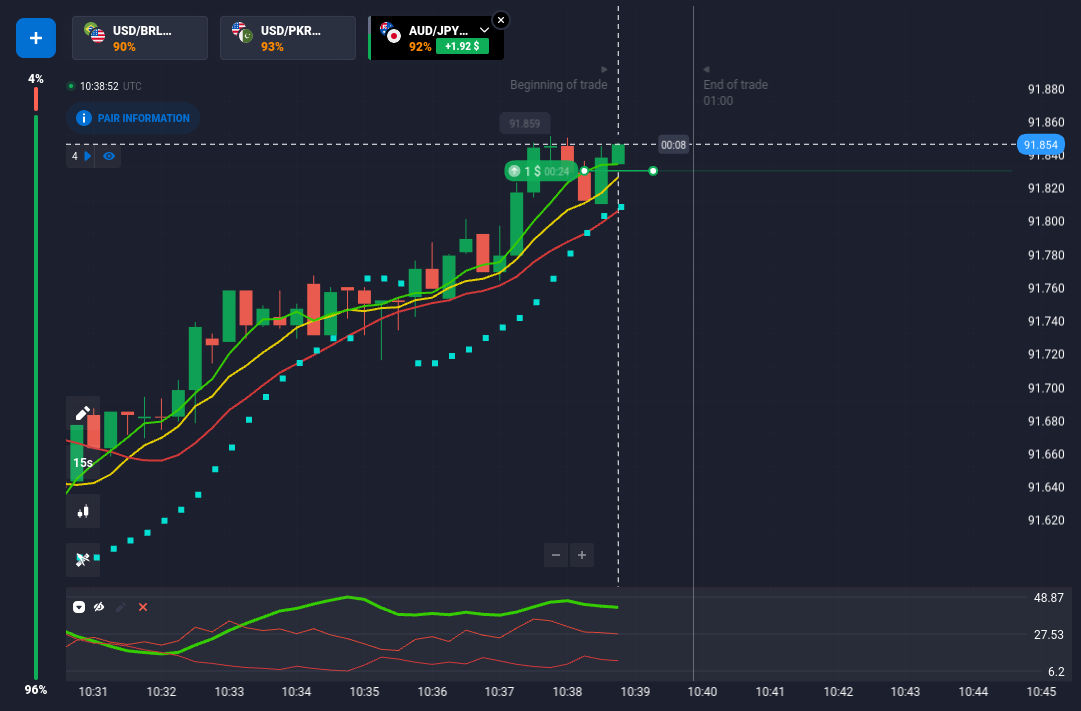 +
USD/BRL...
90%
USD/PKR...
93%
AUD/JPY...
92% +1.92 $
4%
10:38:52 UTC
PAIR INFORMATION
4
Beginning of trade
End of trade
01:00
91.859
00:08
1 $ 00:24
91.880
91.860
91.854
91.840
91.820
91.800
91.780
91.760
91.740
91.720
91.700
91.680
91.660
91.640
91.620
15s
− +
48.87
27.53
6.2
96%
10:31 10:32 10:33 10:34 10:35 10:36 10:37 10:38 10:39 10:40 10:41 10:42 10:43 10:44 10:45